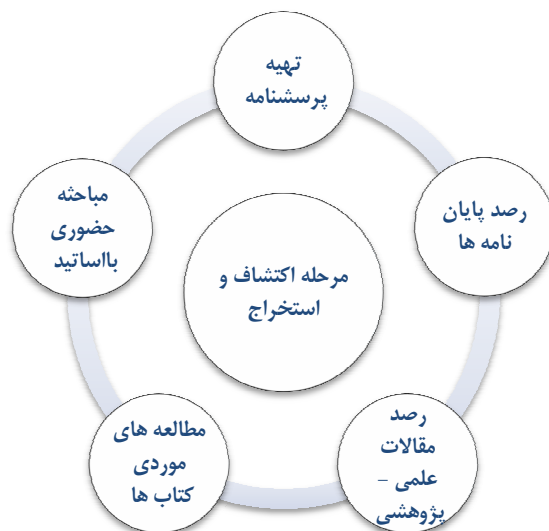 تهیه
پرسشنامه
رصد پایان
نامه ها
رصد
مقالات
علمی -
پژوهشی
مطالعه های
موردی
کتاب ها
مباحثه
حضوری
بااساتید
مرحله اکتشاف و
استخراج